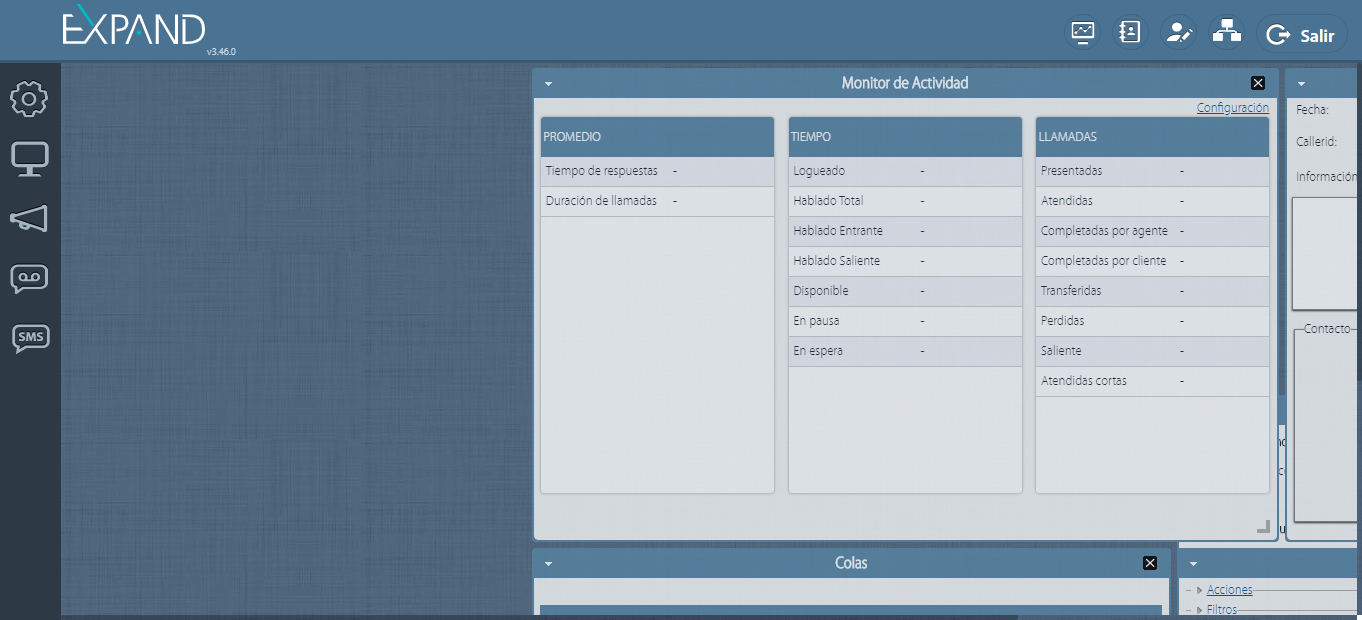 EXPAND
v3.46.0
Salir
SMS
Monitor de Actividad
Configuración
PROMEDIO
Tiempo de respuestas -
Duración de llamadas -
TIEMPO
Logueado -
Hablado Total -
Hablado Entrante -
Hablado Saliente -
Disponible -
En pausa -
En espera -
LLAMADAS
Presentadas -
Atendidas -
Completadas por agente -
Completadas por cliente -
Transferidas -
Perdidas -
Saliente -
Atendidas cortas -
Fecha:
Callerid:
Información
Contacto
Colas
Acciones
Filtros